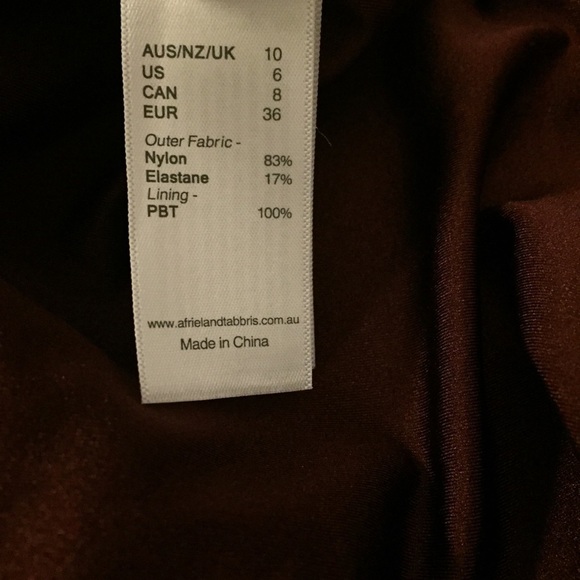 AUS/NZ/UK 10
US 6
CAN 8
EUR 36
Outer Fabric -
Nylon 83%
Elastane 17%
Lining -
PBT 100%
www.afrielandtabbris.com.au
Made in China